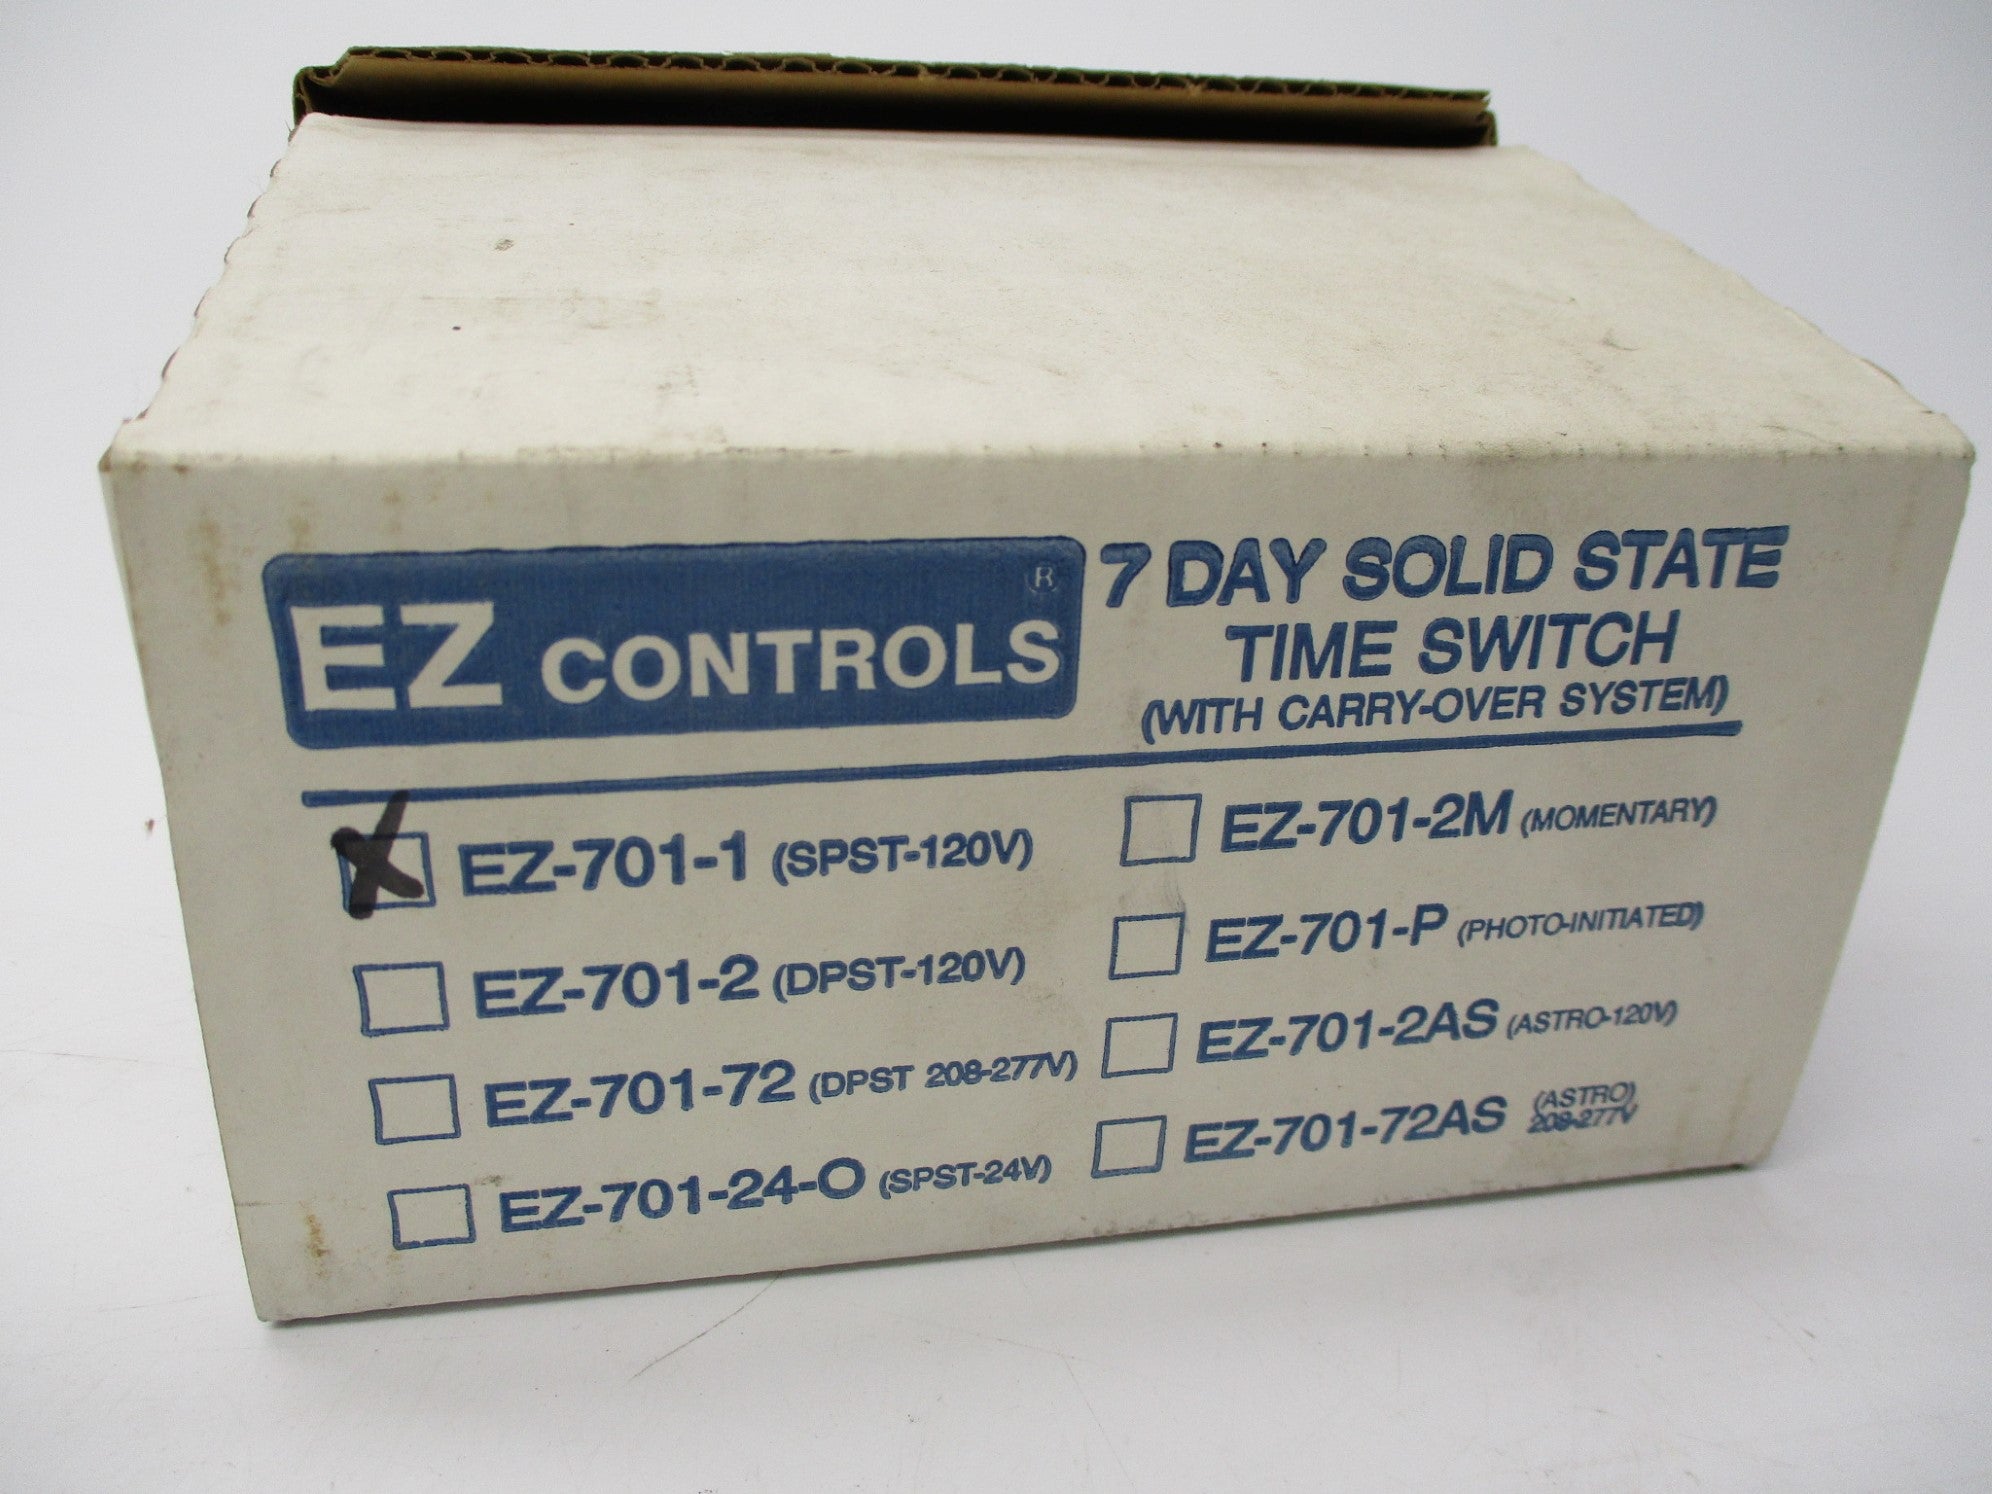 EZ CONTROLS ®
7 DAY SOLID STATE
TIME SWITCH
(WITH CARRY-OVER SYSTEM)
EZ-701-1 (SPST-120V)
EZ-701-2 (DPST-120V)
EZ-701-72 (DPST 208-277V)
EZ-701-24-O (SPST-24V)
EZ-701-2M (MOMENTARY)
EZ-701-P (PHOTO-INITIATED)
EZ-701-2AS (ASTRO-120V)
EZ-701-72AS (ASTRO)
208-277V